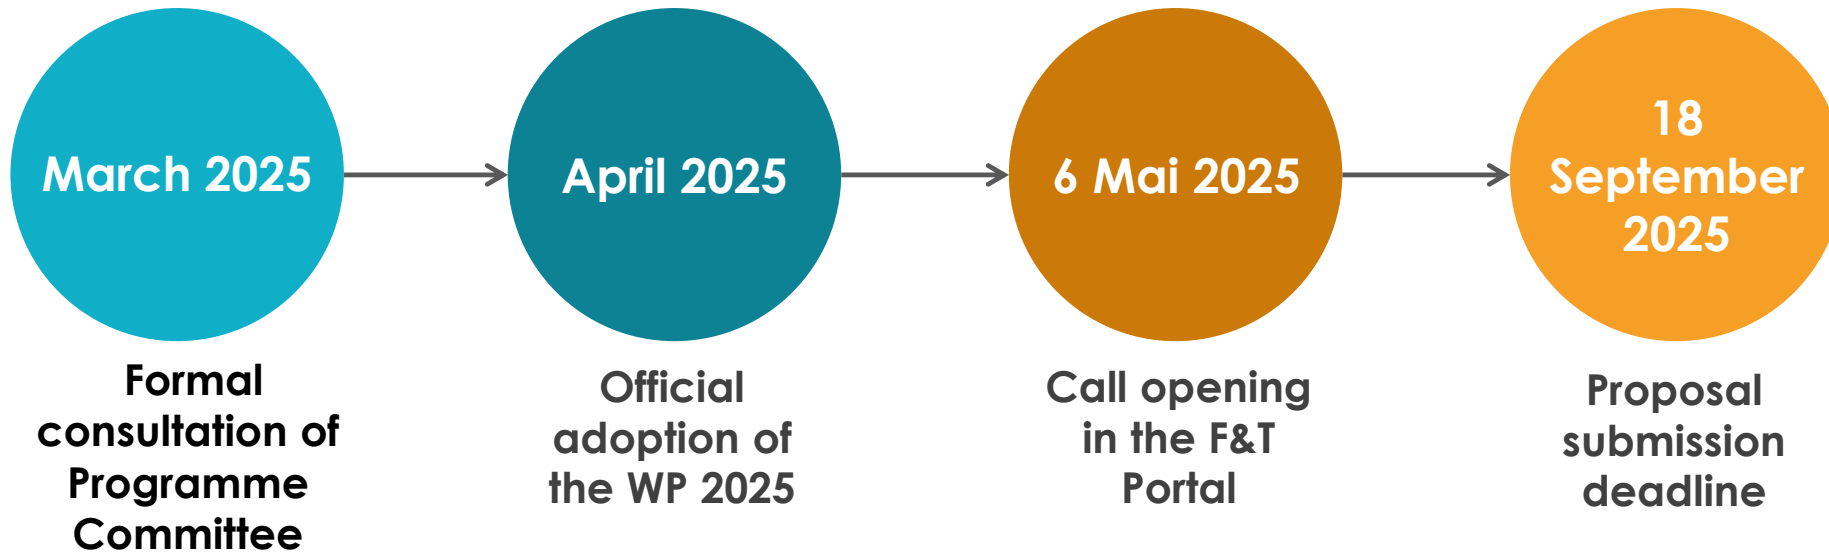 March 2025
April 2025
6 Mai 2025
18
September
2025
Formal
consultation of
Programme
Committee
Official
adoption of
the WP 2025
Call opening
in the F&T
Portal
Proposal
submission
deadline